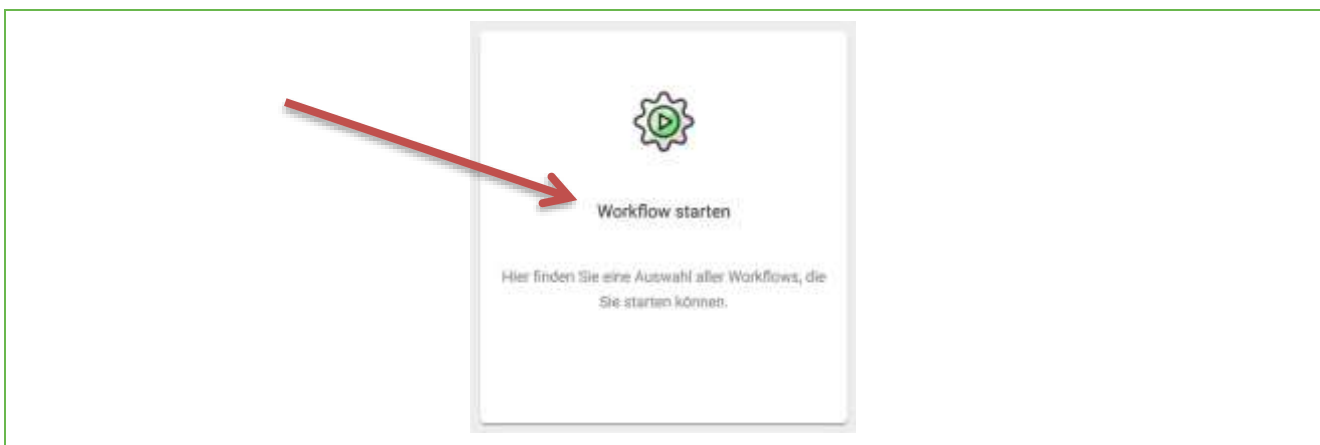 Workflow starten
Hier finden Sie eine Auswahl aller Workflows, die
Sie starten können.